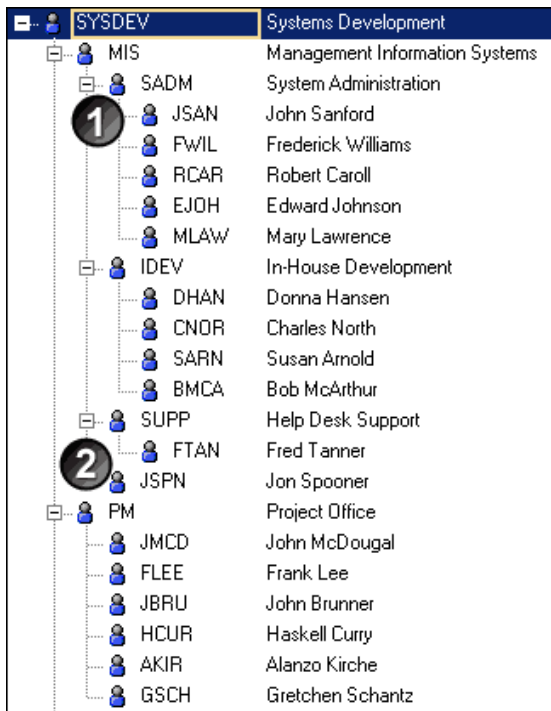 SYSDEV Systems Development
MIS Management Information Systems
SADM System Administration
1 JSAN John Sanford
FWIL Frederick Williams
RCAR Robert Caroll
EJOH Edward Johnson
MLAW Mary Lawrence
IDEV In-House Development
DHAN Donna Hansen
CNOR Charles North
SARN Susan Arnold
BMCA Bob McArthur
SUPP Help Desk Support
FTAN Fred Tanner
2 JSPN Jon Spooner
PM Project Office
JMCD John McDougal
FLEE Frank Lee
JBRU John Brunner
HCUR Haskell Curry
AKIR Alanzo Kirche
GSCH Gretchen Schantz